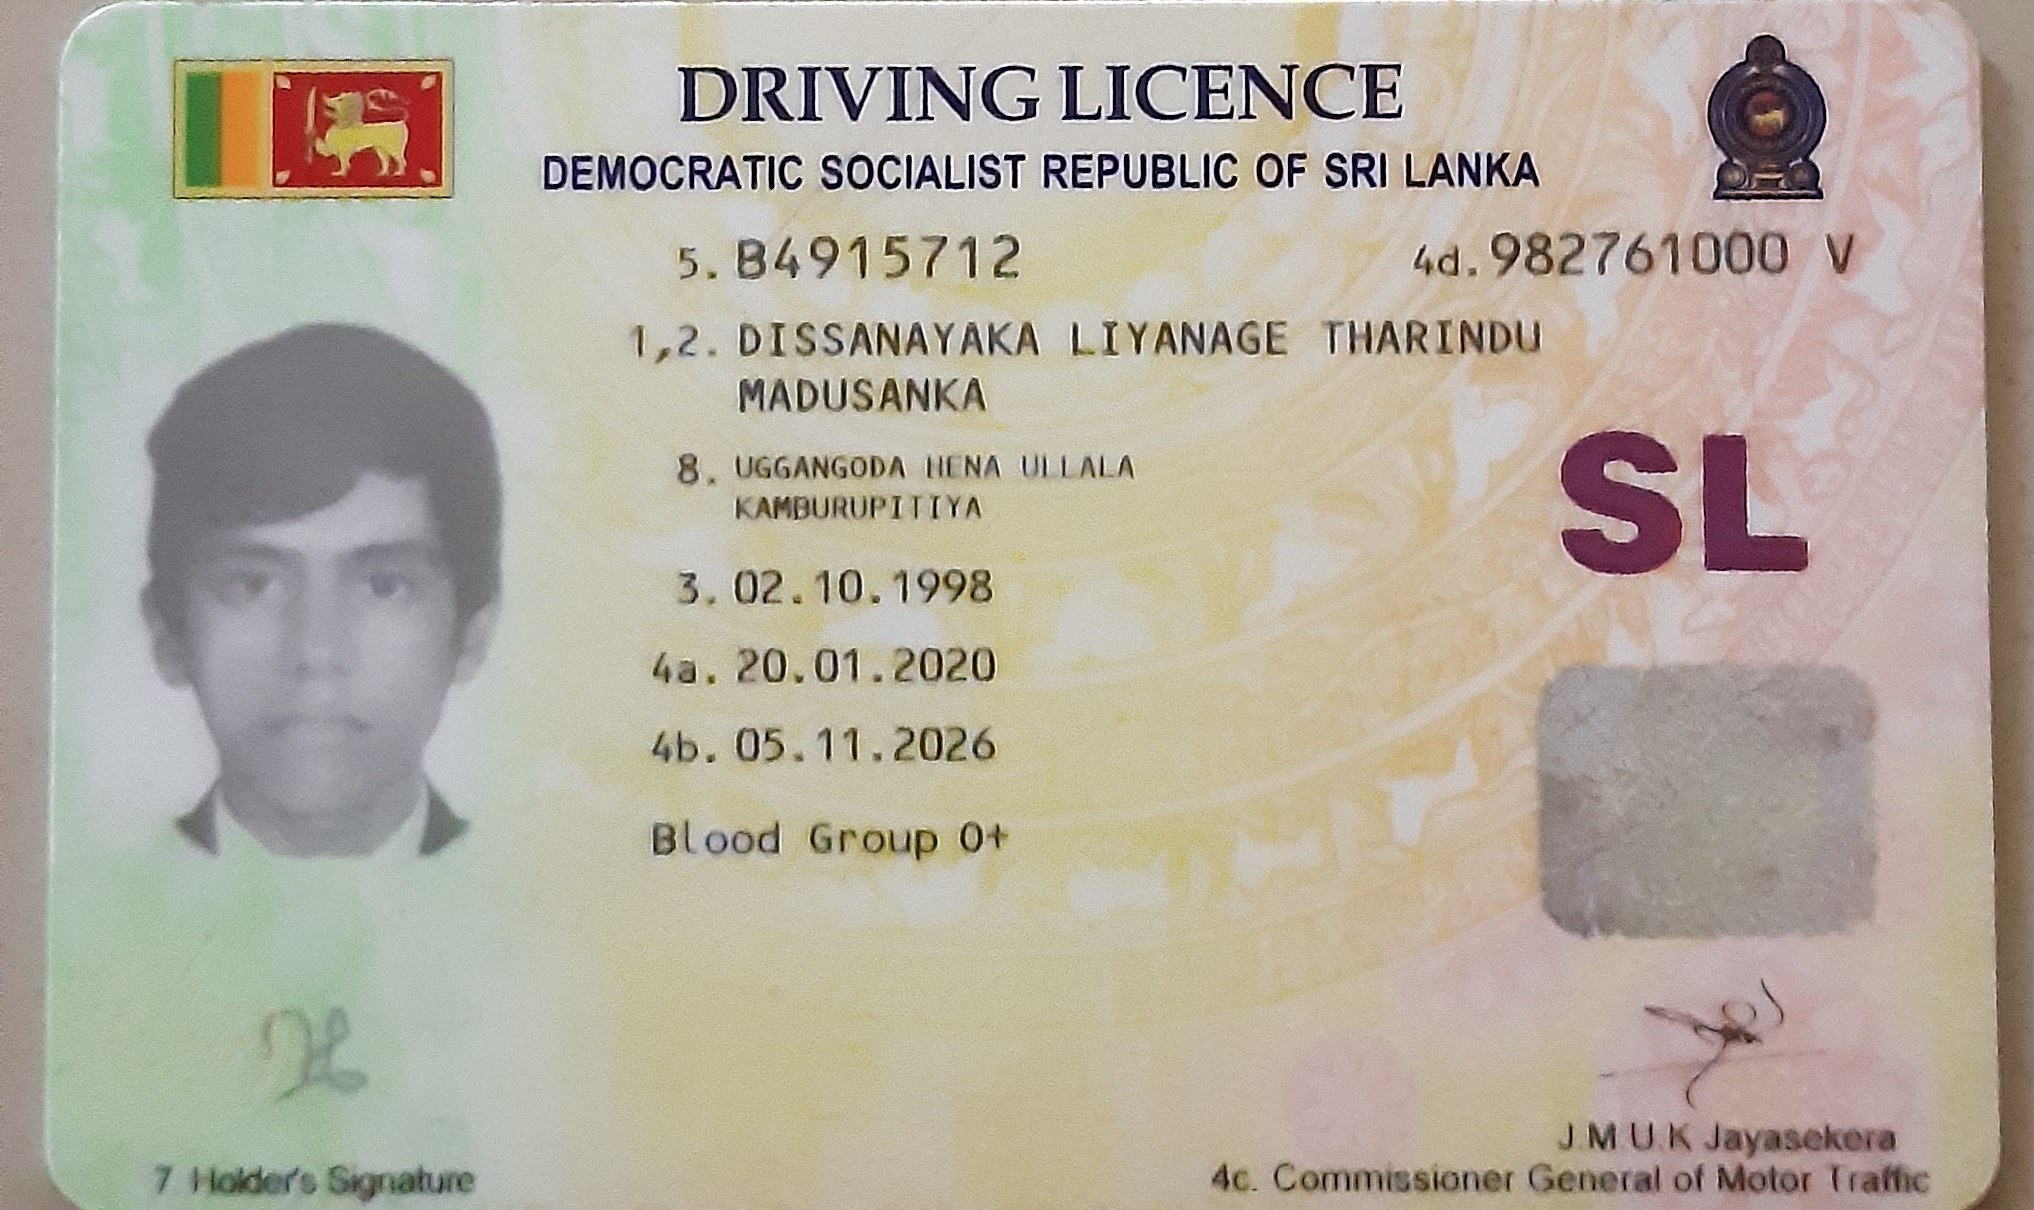 DRIVING LICENCE
DEMOCRATIC SOCIALIST REPUBLIC OF SRI LANKA
5. B4915712 4d. 982761000 V
1,2. DISSANAYAKA LIYANAGE THARINDU
MADUSANKA
8. UGGANGODA HENA ULLALA
KAMBURUPITIYA
SL
3. 02.10.1998
4a. 20.01.2020
4b. 05.11.2026
Blood Group O+
J.M.U.K Jayasekera
7 Holder's Signature 4c. Commissioner General of Motor Traffic